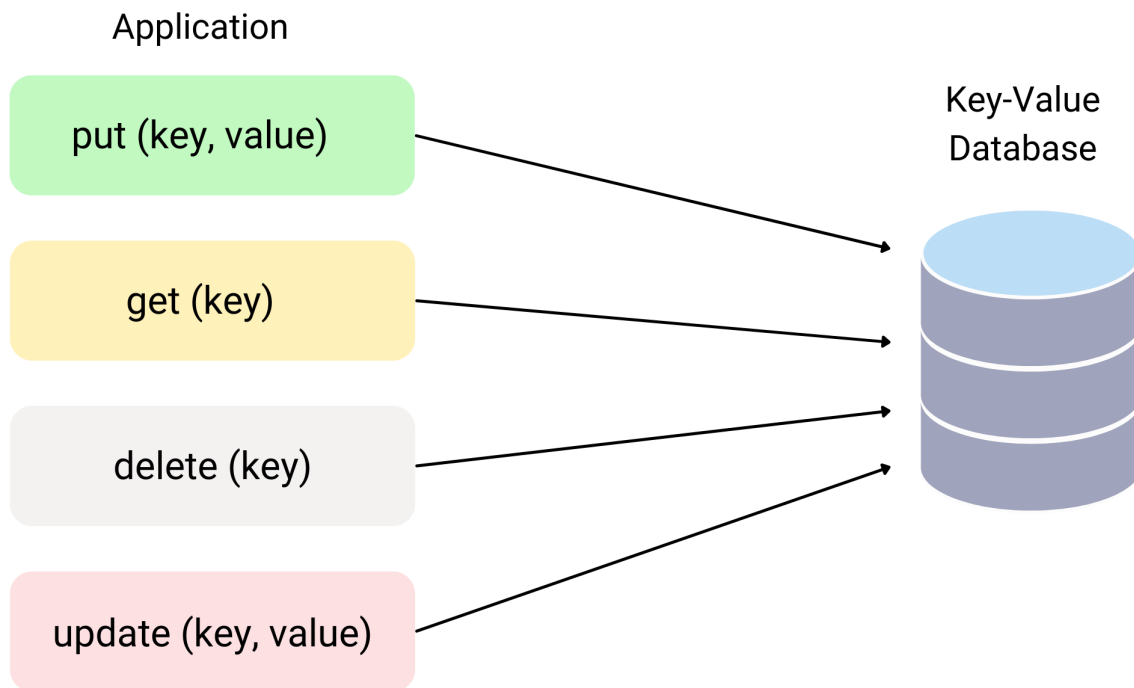 Application
put (key, value)
get (key)
delete (key)
update (key, value)
Key-Value
Database